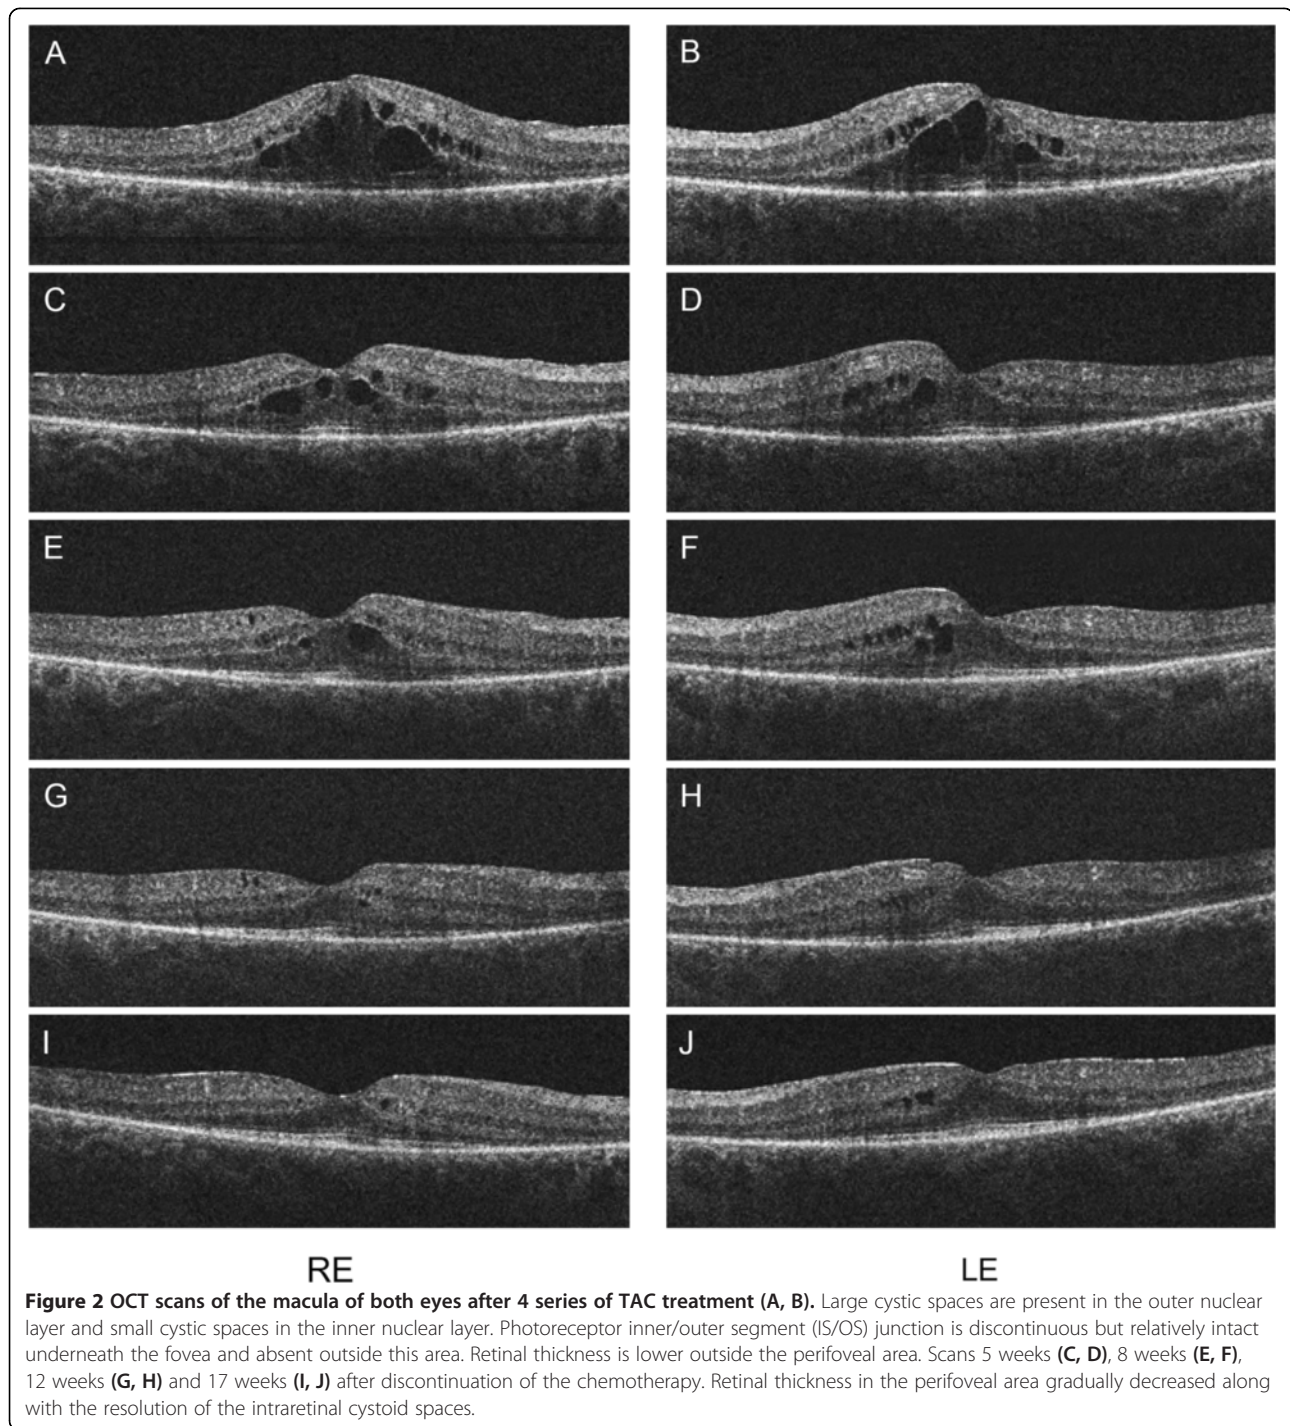 A
B
C
D
E
F
G
H
I
J
RE
LE
Figure 2 OCT scans of the macula of both eyes after 4 series of TAC treatment (A, B). Large cystic spaces are present in the outer nuclear
layer and small cystic spaces in the inner nuclear layer. Photoreceptor inner/outer segment (IS/OS) junction is discontinuous but relatively intact
underneath the fovea and absent outside this area. Retinal thickness is lower outside the perifoveal area. Scans 5 weeks (C, D), 8 weeks (E, F),
12 weeks (G, H) and 17 weeks (I, J) after discontinuation of the chemotherapy. Retinal thickness in the perifoveal area gradually decreased along
with the resolution of the intraretinal cystoid spaces.